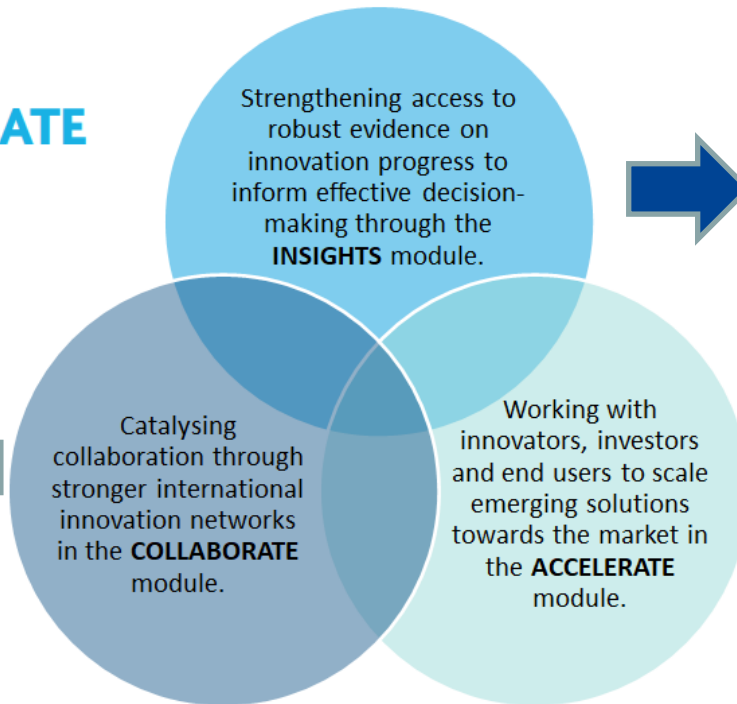 ATE
Strengthening access to
robust evidence on
innovation progress to
inform effective decision-
making through the
INSIGHTS module.
Catalysing
collaboration through
stronger international
innovation networks
in the COLLABORATE
module.
Working with
innovators, investors
and end users to scale
emerging solutions
towards the market in
the ACCELERATE
module.